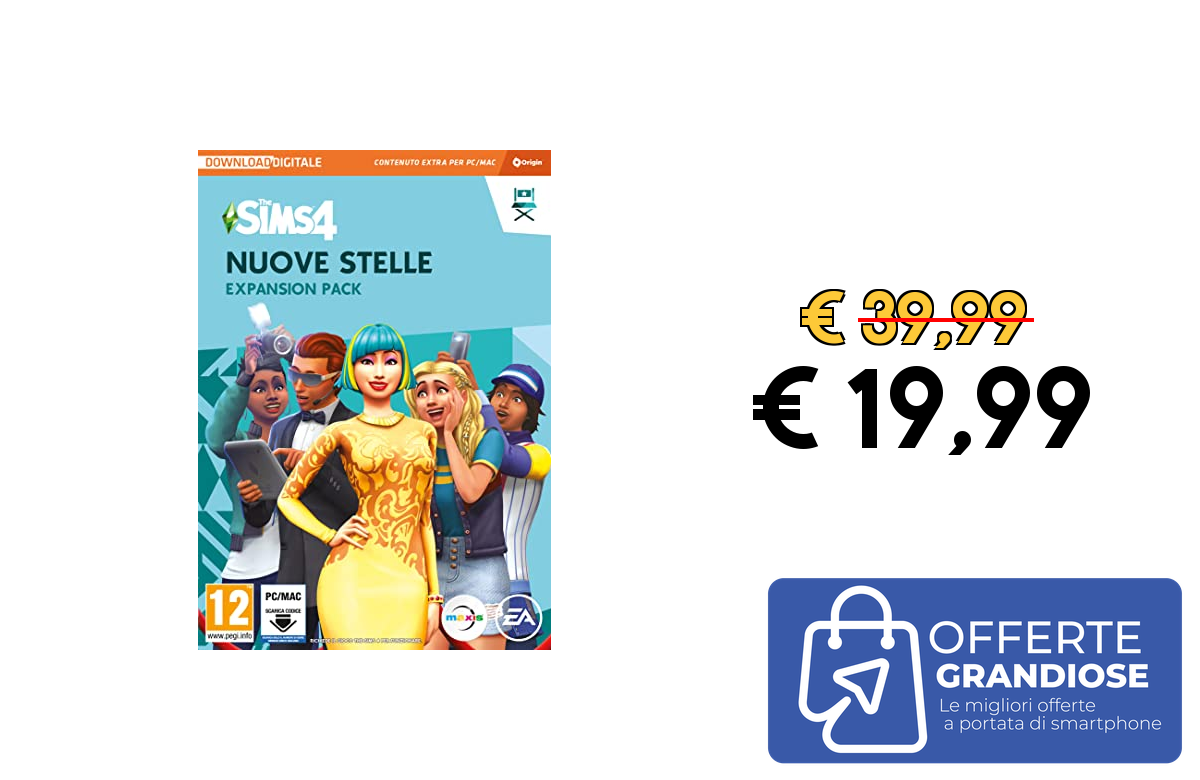 DOWNLOAD DIGITALE
CONTENUTO EXTRA PER PC/MAC
Origin
The
SIMS4
NUOVE STELLE
EXPANSION PACK
€ 39,99
€ 19,99
12
www.pegi.info
PC/MAC
SCARICA CODICE
maxis
EA
OFFERTE
GRANDIOSE
Le migliori offerte
a portata di smartphone